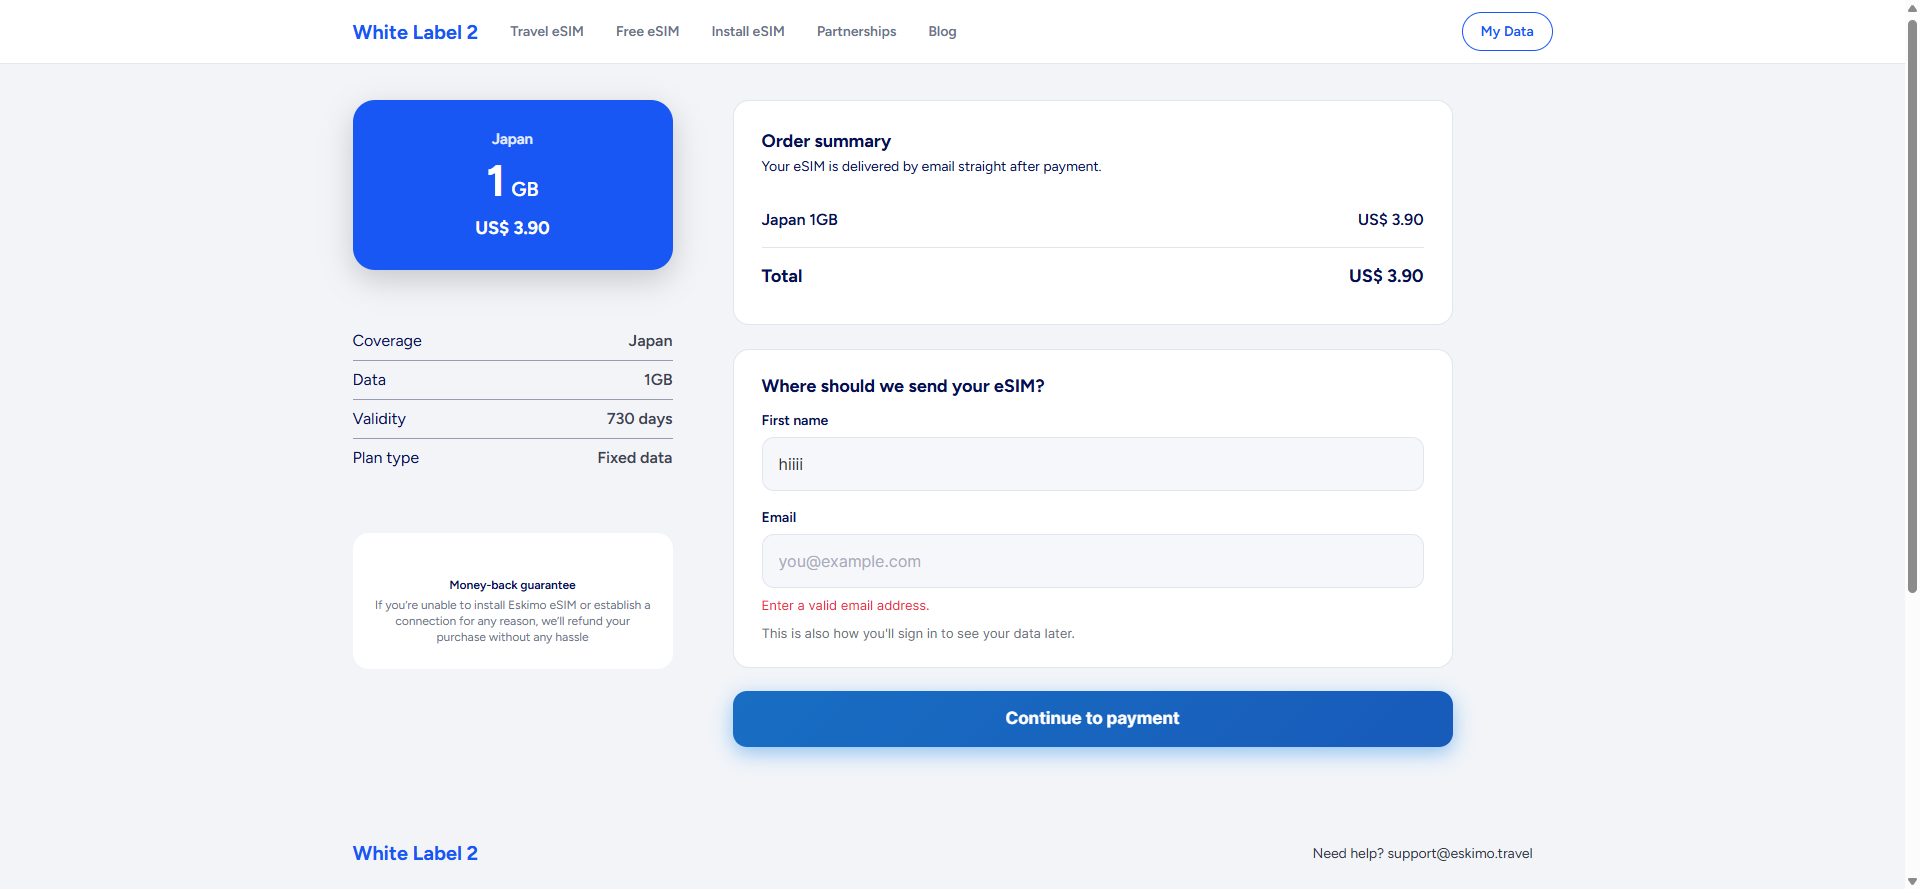 White Label 2
Travel eSIM
Free eSIM
Install eSIM
Partnerships
Blog
My Data
Japan
1 GB
US$ 3.90
Coverage Japan
Data 1GB
Validity 730 days
Plan type Fixed data
Money-back guarantee
If you're unable to install Eskimo eSIM or establish a
connection for any reason, we'll refund your
purchase without any hassle
Order summary
Your eSIM is delivered by email straight after payment.
Japan 1GB US$ 3.90
Total US$ 3.90
Where should we send your eSIM?
First name
hiiii
Email
you@example.com
Enter a valid email address.
This is also how you'll sign in to see your data later.
Continue to payment
White Label 2
Need help? support@eskimo.travel